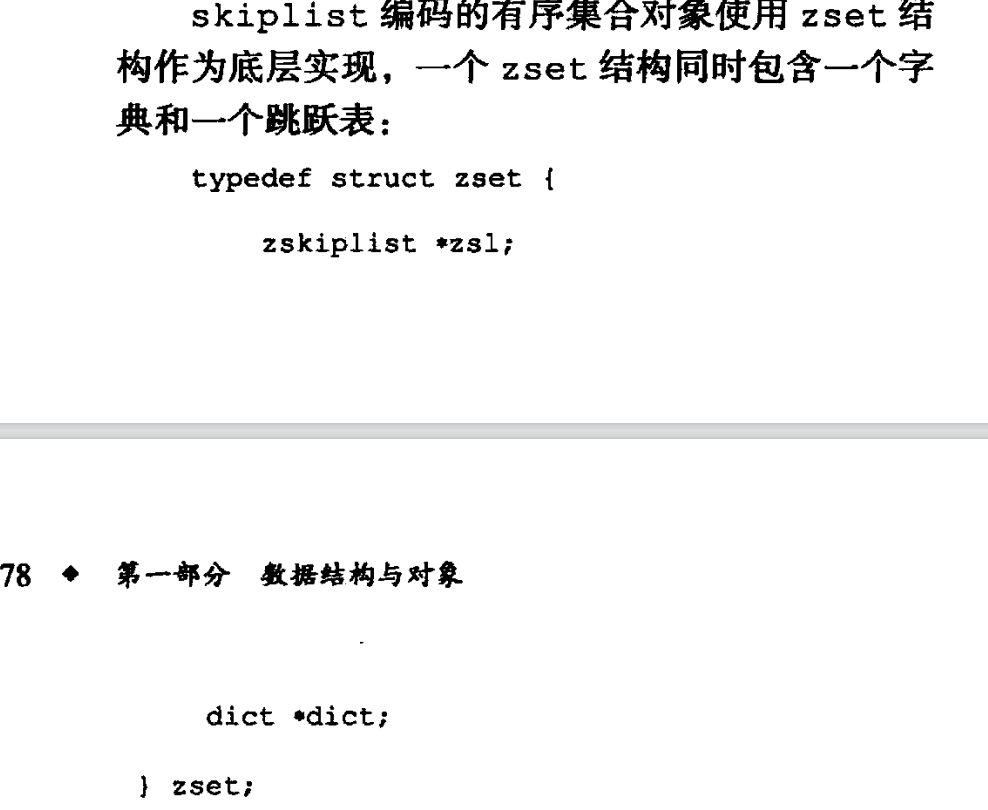 skiplist 编码的有序集合对象使用 zset 结
构作为底层实现，一个 zset 结构同时包含一个字
典和一个跳跃表：
typedef struct zset {
zskiplist *zsl;
78 ◆ 第一部分 数据结构与对象
dict *dict;
} zset;